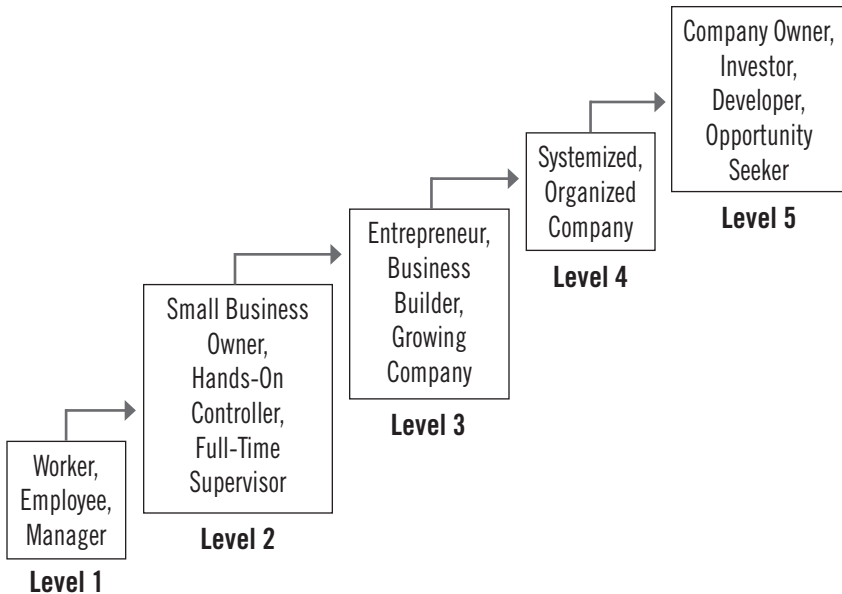 Worker,
Employee,
Manager
Level 1
Small Business
Owner,
Hands-On
Controller,
Full-Time
Supervisor
Level 2
Entrepreneur,
Business
Builder,
Growing
Company
Level 3
Systemized,
Organized
Company
Level 4
Company Owner,
Investor,
Developer,
Opportunity
Seeker
Level 5